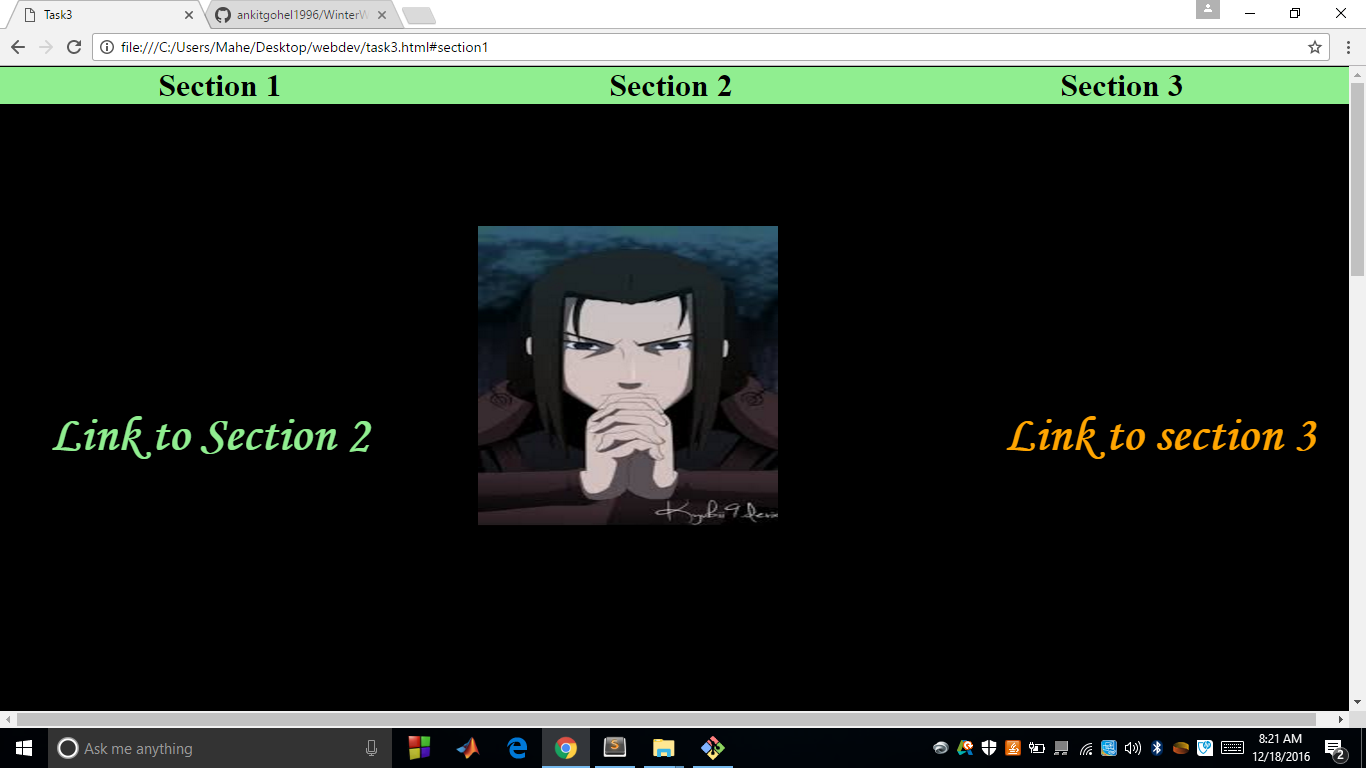 Task3
ankitgohel1996/WinterW
file:///C:/Users/Mahe/Desktop/webdev/task3.html#section1
Section 1 Section 2 Section 3
Link to Section 2
Link to section 3
Ask me anything
8:21 AM
12/18/2016
2